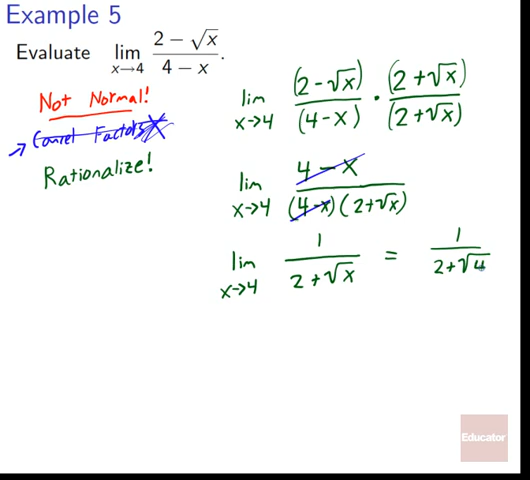 Example 5
Evaluate lim x→4 (2 − √x)/(4 − x).
Not Normal!
→ Cancel Factors X
Rationalize!
lim x→4 (2 - √x)/(4 - x) · (2 + √x)/(2 + √x)
lim x→4 (4 - x)/((4 - x)(2 + √x))
lim x→4 1/(2 + √x) = 1/(2 + √4)
Educator